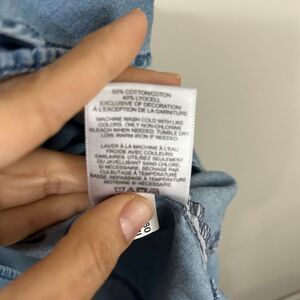 60% COTTON/COTON
40% LYOCELL
EXCLUSIVE OF DECORATION/
A L'EXCEPTION DE LA GARNITURE
MACHINE WASH COLD WITH LIKE
COLORS. ONLY NON-CHLORINE
BLEACH WHEN NEEDED. TUMBLE DRY
LOW. WARM IRON IF NEEDED.
LAVER À LA MACHINE À L'EAU
FROIDE AVEC COULEURS
SIMILAIRES. UTILISEZ SEULEMENT
DU JAVELLISANT SANS CHLORE
SI NÉCESSAIRE. SÉCHAGE PAR
CULBUTAGE À TEMPÉRATURE
BASSE. REPASSAGE À TEMPÉRATURE
MOYENNE SI NÉCESSAIRE